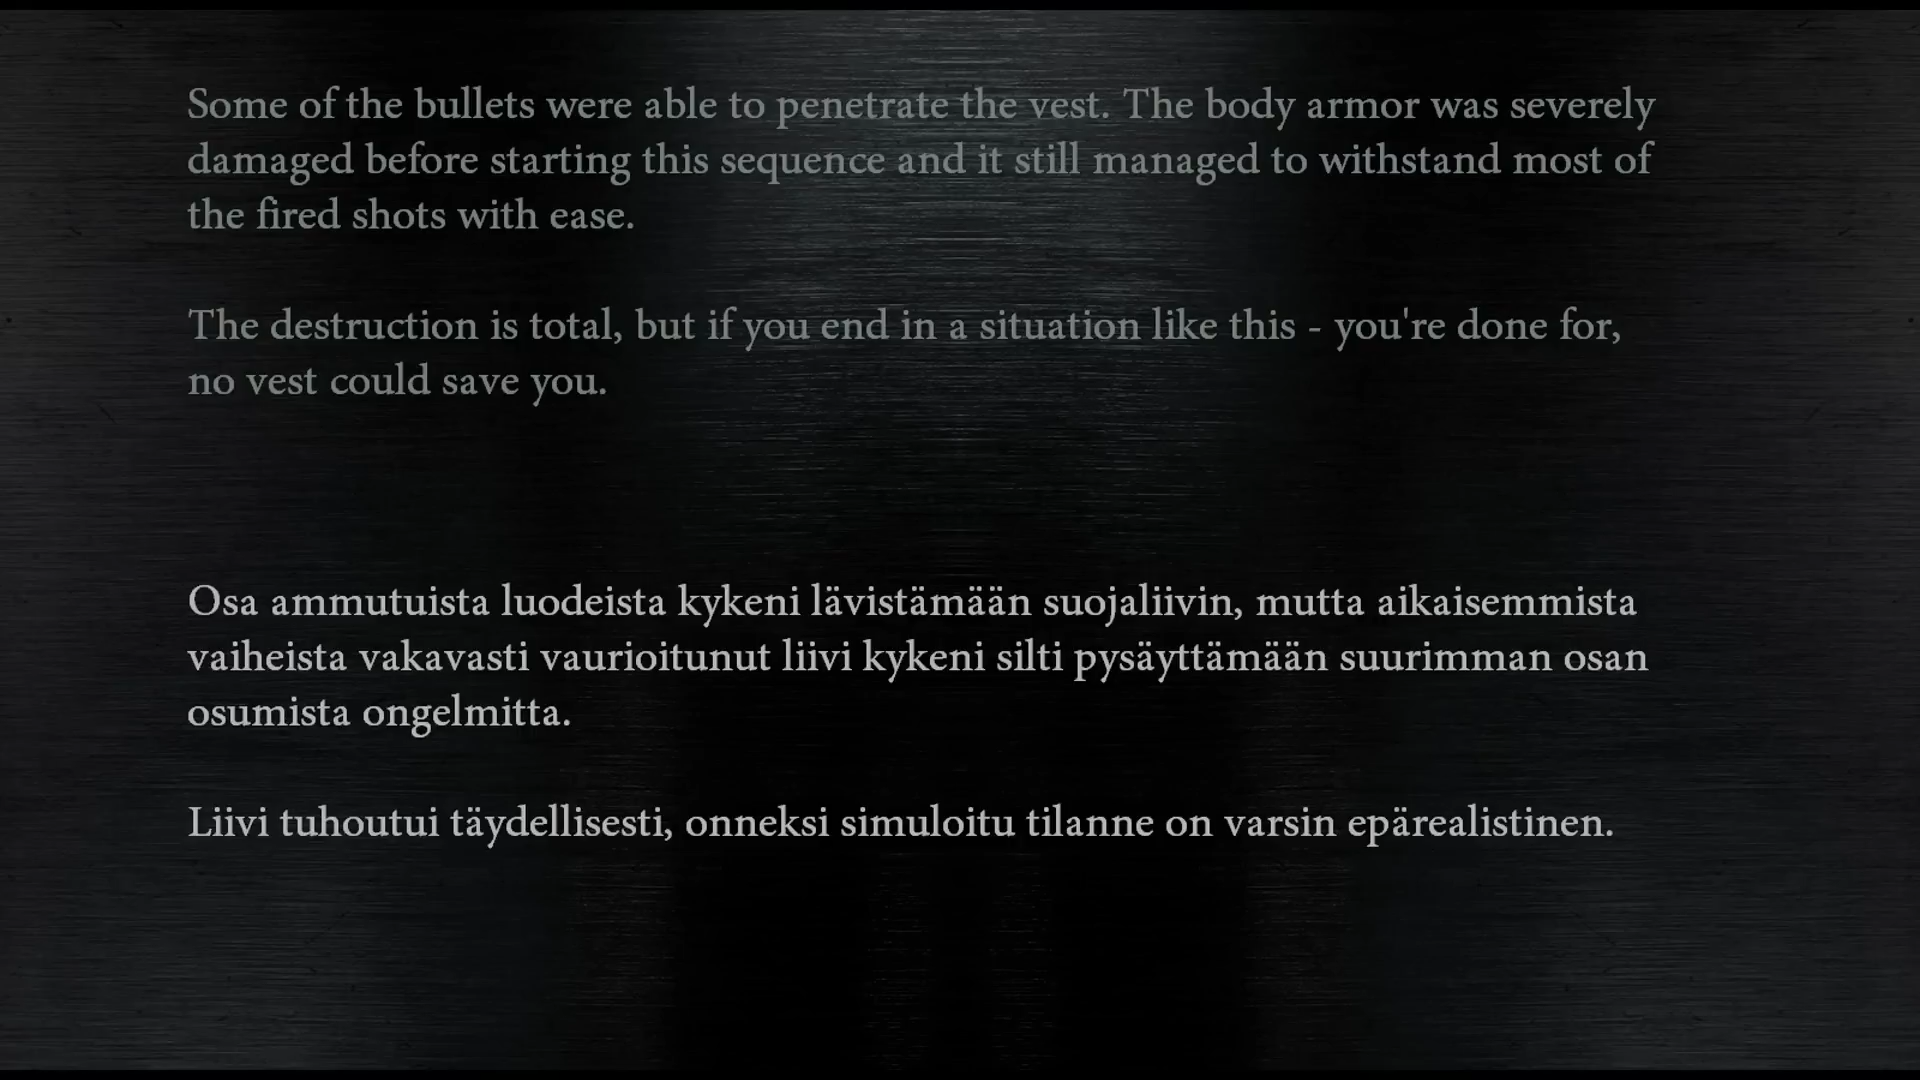 Some of the bullets were able to penetrate the vest. The body armor was severely
damaged before starting this sequence and it still managed to withstand most of
the fired shots with ease.
The destruction is total, but if you end in a situation like this - you're done for,
no vest could save you.
Osa ammutuista luodeista kykeni lävistämään suojaliivin, mutta aikaisemmista
vaiheista vakavasti vaurioitunut liivi kykeni silti pysäyttämään suurimman osan
osumista ongelmitta.
Liivi tuhoutui täydellisesti, onneksi simuloitu tilanne on varsin epärealistinen.